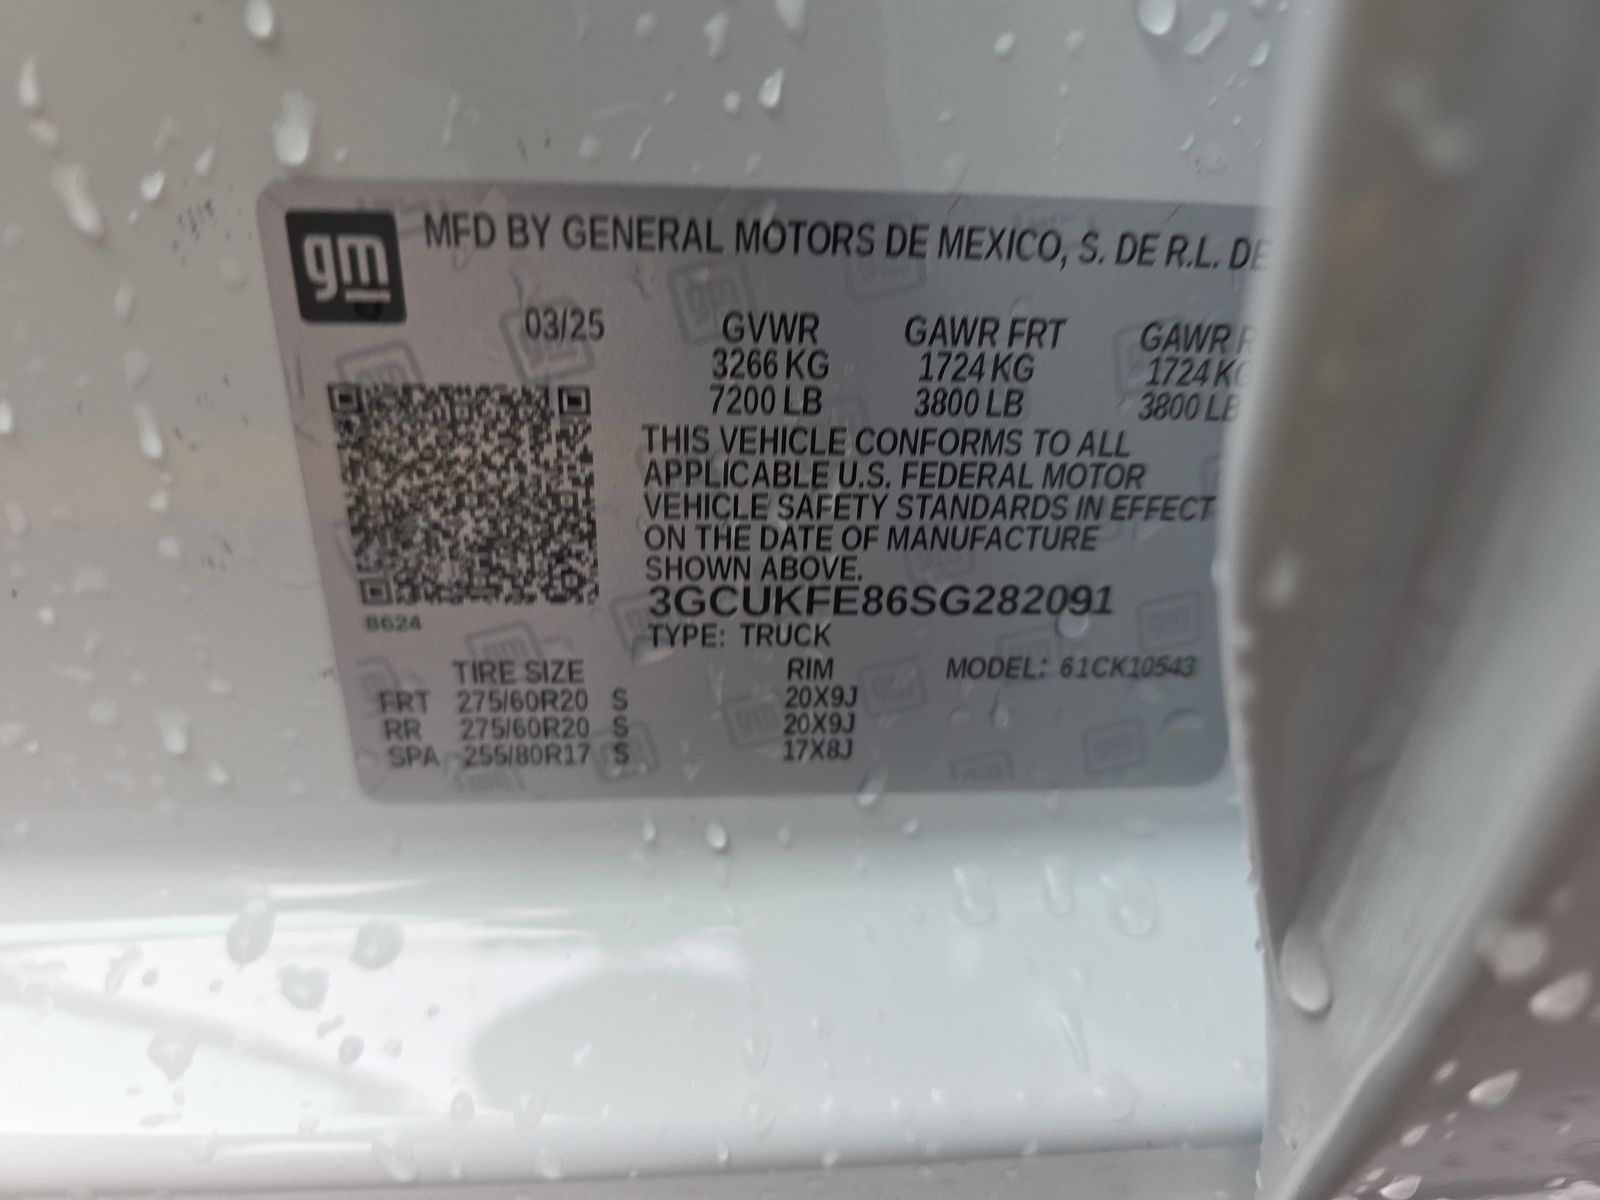 gm
MFD BY GENERAL MOTORS DE MEXICO, S. DE R.L. DE
03/25 GVWR GAWR FRT GAWR
3266 KG 1724 KG 1724 KG
7200 LB 3800 LB 3800 LB
THIS VEHICLE CONFORMS TO ALL
APPLICABLE U.S. FEDERAL MOTOR
VEHICLE SAFETY STANDARDS IN EFFECT
ON THE DATE OF MANUFACTURE
SHOWN ABOVE.
3GCUKFE86SG282091
8624
TYPE: TRUCK
TIRE SIZE RIM MODEL: 61CK10543
FRT 275/60R20 S 20X9J
RR 275/60R20 S 20X9J
SPA 255/80R17 S 17X8J